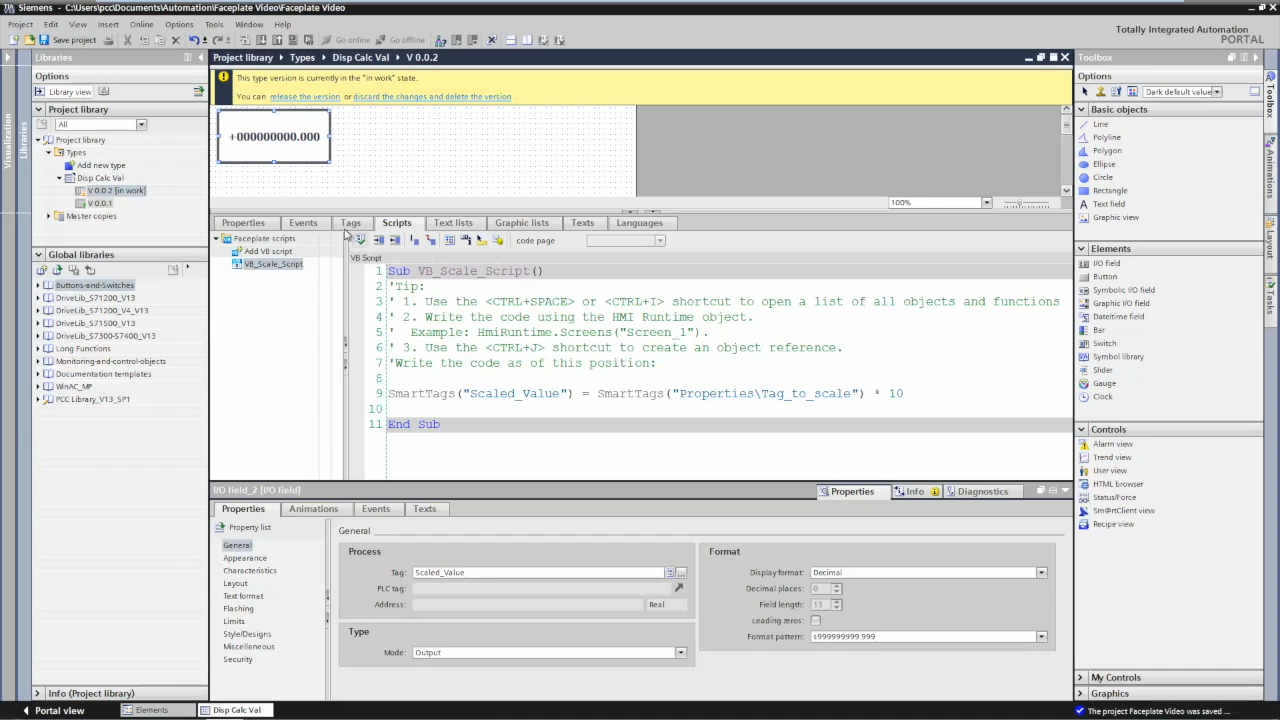 Siemens - C:\Users\pcc\Documents\Automation\Faceplate Video\Faceplate Video
Project Edit View Insert Online Options Tools Window Help
Totally Integrated Automation
PORTAL
Save project Go online Go offline
Libraries
Options
Library view
Project library
All
Project library
Types
Add new type
Disp Calc Val
V 0.0.2 [in work]
V 0.0.1
Master copies
Global libraries
Buttons-and-Switches
DriveLib_S71200_V13
DriveLib_S71200_V4_V13
DriveLib_S71500_V13
DriveLib_S7300-S7400_V13
Long Functions
Monitoring-and-control-objects
Documentation templates
WinAC_MP
PCC Library_V13_SP1
Info (Project library)
Visualization
Libraries
Project library Types Disp Calc Val V 0.0.2
This type version is currently in the "in work" state.
You can release the version or discard the changes and delete the version .
+000000000.000
100%
Properties Events Tags Scripts Text lists Graphic lists Texts Languages
Faceplate scripts
Add VB script
VB_Scale_Script
code page
VB Script
1 Sub VB_Scale_Script()
2 'Tip:
3 ' 1. Use the <CTRL+SPACE> or <CTRL+I> shortcut to open a list of all objects and functions
4 ' 2. Write the code using the HMI Runtime object.
5 ' Example: HmiRuntime.Screens("Screen_1").
6 ' 3. Use the <CTRL+J> shortcut to create an object reference.
7 'Write the code as of this position:
8
9 SmartTags("Scaled_Value") = SmartTags("Properties\Tag_to_scale") * 10
10
11 End Sub
I/O field_2 [I/O field]
Properties Info Diagnostics
Properties Animations Events Texts
Property list
General
Appearance
Characteristics
Layout
Text format
Flashing
Limits
Style/Designs
Miscellaneous
Security
General
Process
Tag: Scaled_Value
PLC tag:
Address: Real
Type
Mode: Output
Format
Display format: Decimal
Decimal places: 0
Field length: 13
Leading zeros:
Format pattern: s999999999.999
Toolbox
Options
Dark default value
Basic objects
Line
Polyline
Polygon
Ellipse
Circle
Rectangle
Text field
Graphic view
Elements
I/O field
Button
Symbolic I/O field
Graphic I/O field
Date/time field
Bar
Switch
Symbol library
Slider
Gauge
Clock
Controls
Alarm view
Trend view
User view
HTML browser
Status/Force
Sm@rtClient view
Recipe view
My Controls
Graphics
Toolbox
Animations
Layout
Tasks
Portal view Elements Disp Calc Val
The project Faceplate Video was saved ...